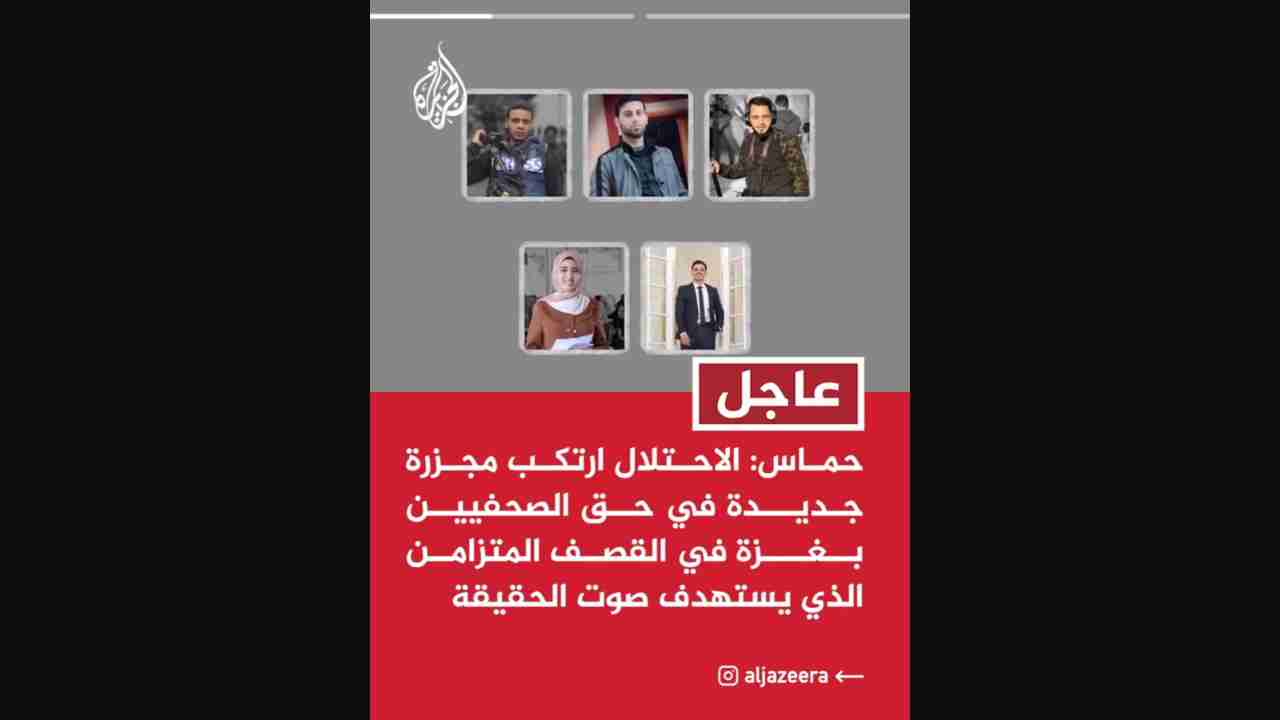 الجزيرة
عاجل
حماس: الاحتلال ارتكب مجزرة
جديدة في حق الصحفيين
بغزة في القصف المتزامن
الذي يستهدف صوت الحقيقة
aljazeera